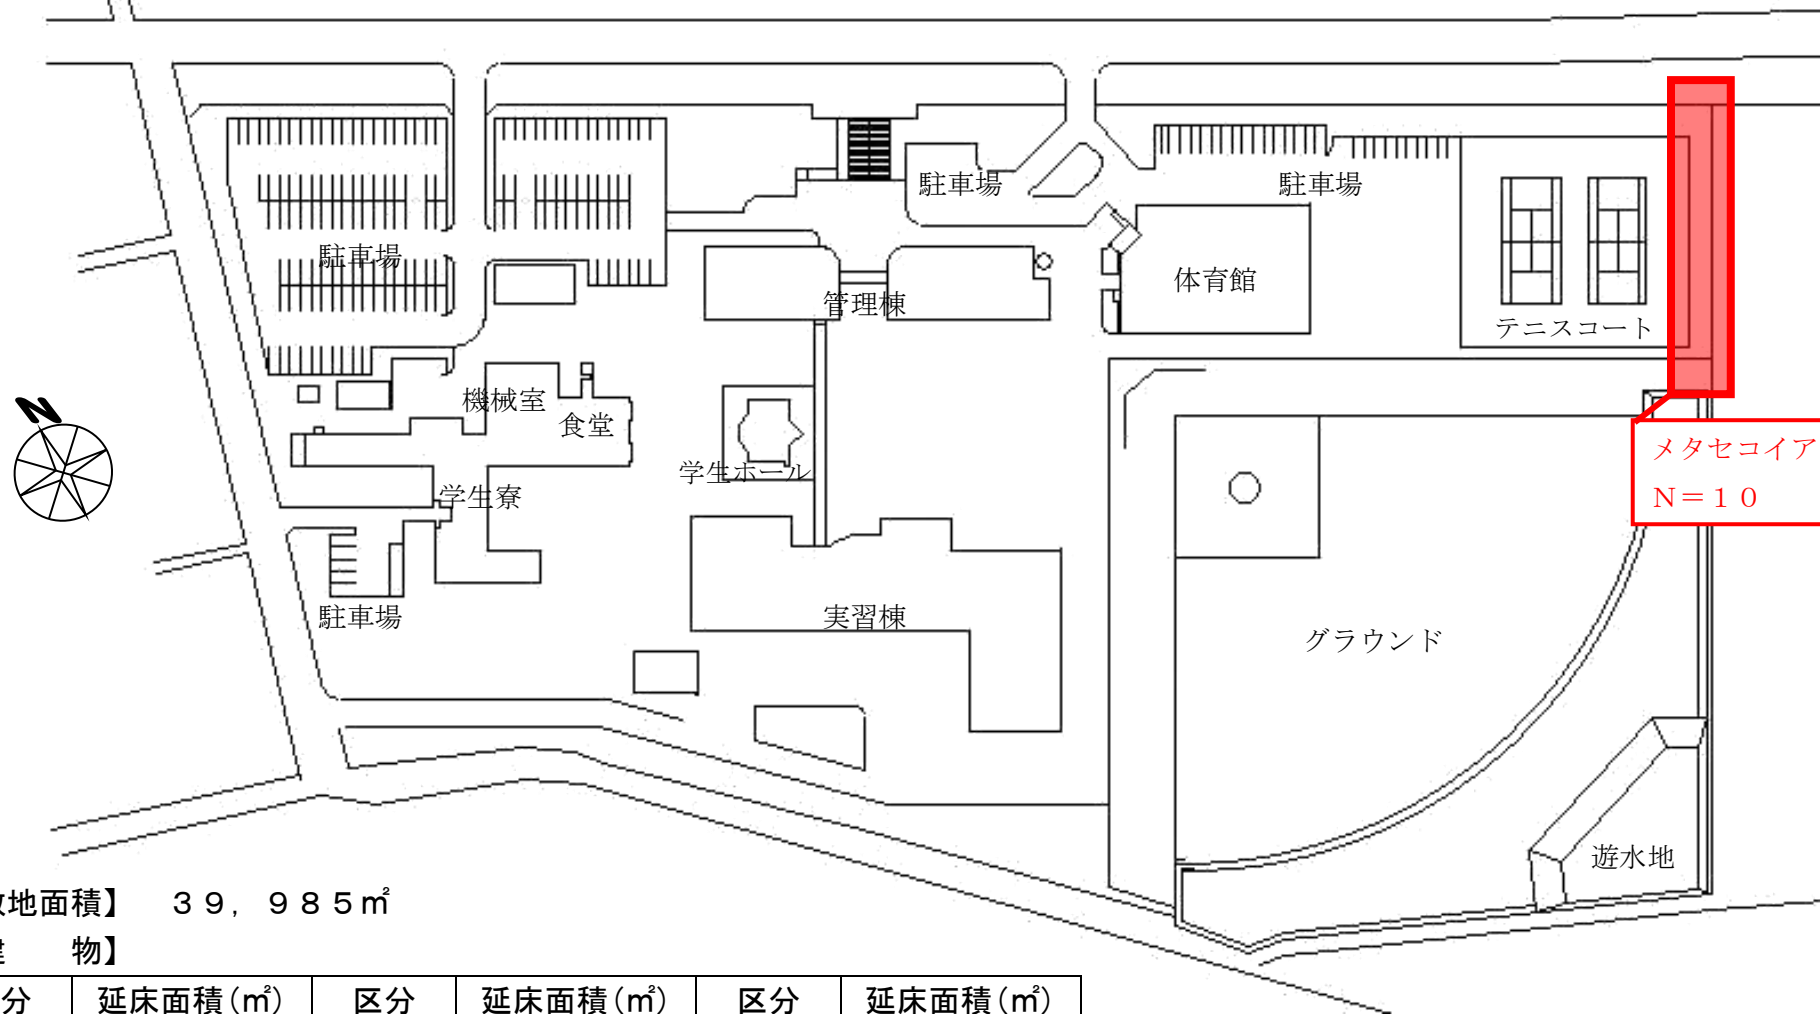 駐車場
駐車場
駐車場
体育館
管理棟
テニスコート
機械室
食堂
N
メタセコイア
N=10
学生ホール
学生寮
駐車場
実習棟
グラウンド
遊水地
地面積】 39,985㎡
物】
分 延床面積(㎡) 区分 延床面積(㎡) 区分 延床面積(㎡)